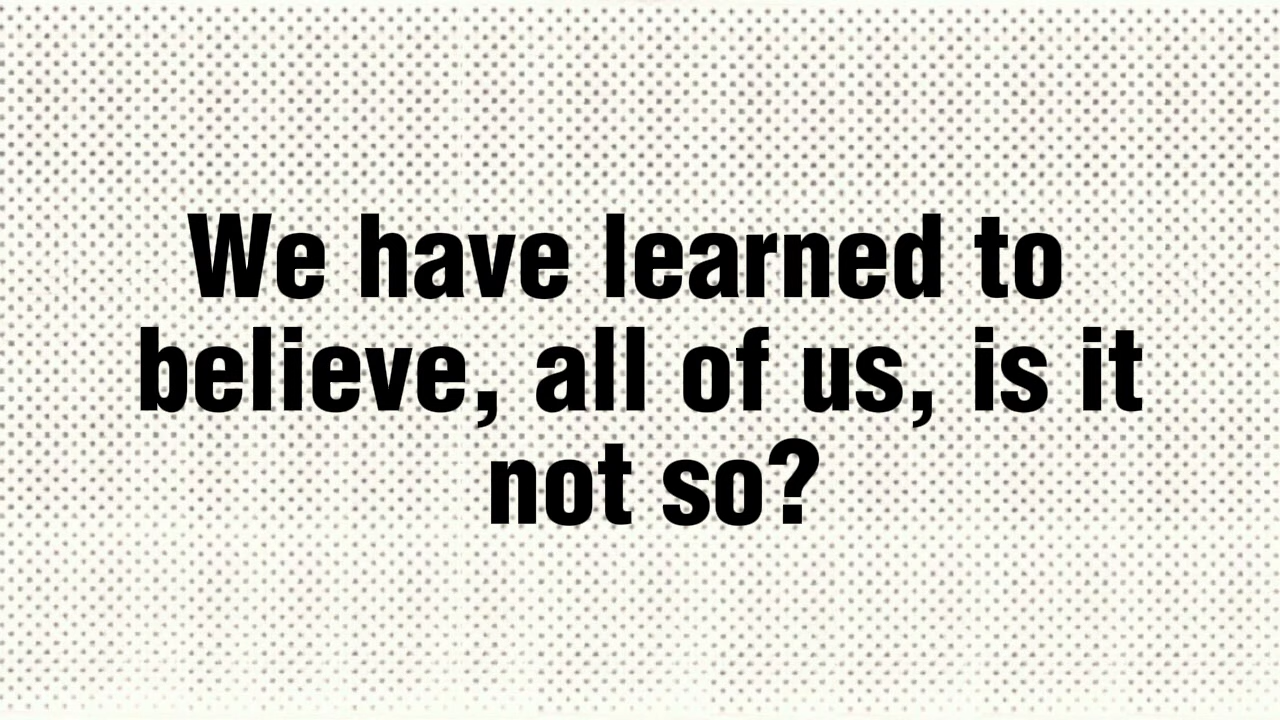 We have learned to
believe, all of us, is it
not so?